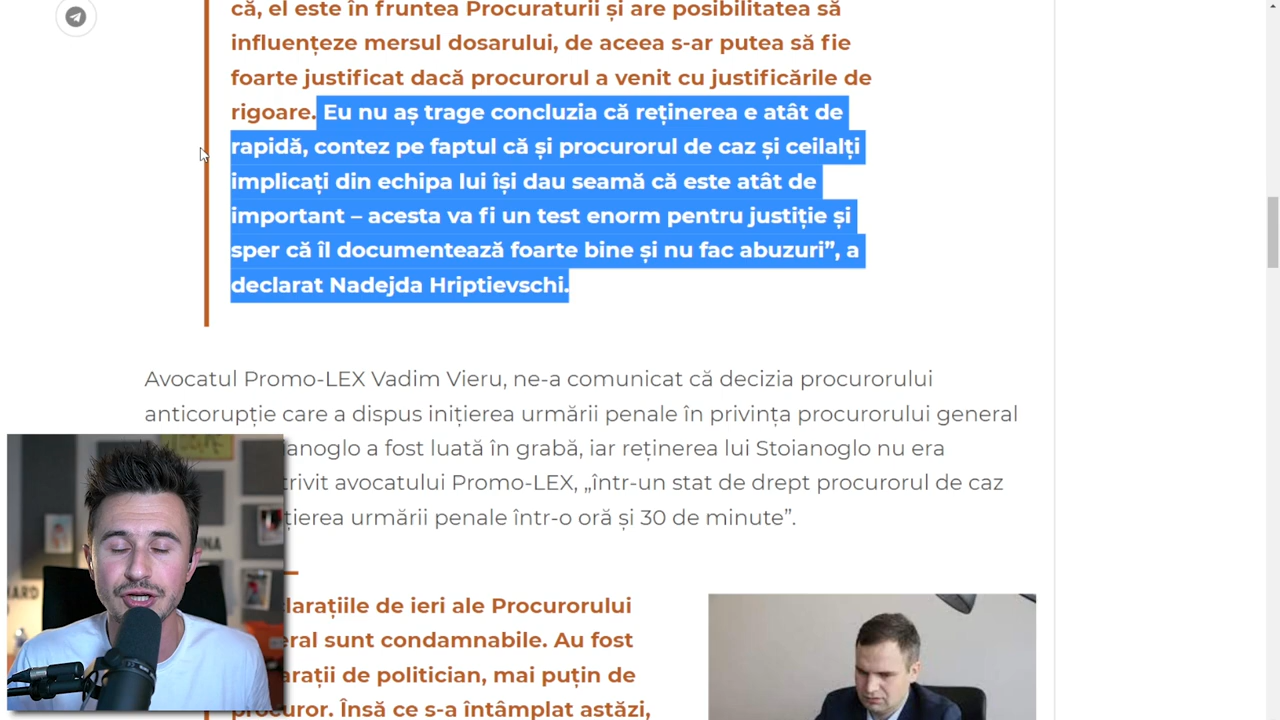 că, el este în fruntea Procuraturii și are posibilitatea să
influențeze mersul dosarului, de aceea s-ar putea să fie
foarte justificat dacă procurorul a venit cu justificările de
rigoare. Eu nu aș trage concluzia că reținerea e atât de
rapidă, contez pe faptul că și procurorul de caz și ceilalți
implicați din echipa lui își dau seamă că este atât de
important – acesta va fi un test enorm pentru justiție și
sper că îl documentează foarte bine și nu fac abuzuri”, a
declarat Nadejda Hriptievschi.
Avocatul Promo-LEX Vadim Vieru, ne-a comunicat că decizia procurorului
anticorupție care a dispus inițierea urmării penale în privința procurorului general
ianoglo a fost luată în grabă, iar reținerea lui Stoianoglo nu era
trivit avocatului Promo-LEX, „într-un stat de drept procurorul de caz
țierea urmării penale într-o oră și 30 de minute”.
larațiile de ieri ale Procurorului
eral sunt condamnabile. Au fost
arații de politician, mai puțin de
procuror. Însă ce s-a întâmplat astăzi,